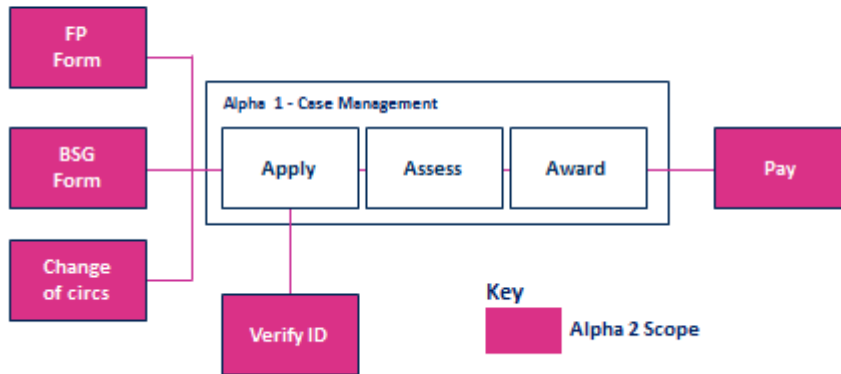 FP
Form
Alpha 1 - Case Management
BSG
Form
Apply
Assess
Award
Pay
Change
of circs
Verify ID
Key
Alpha 2 Scope